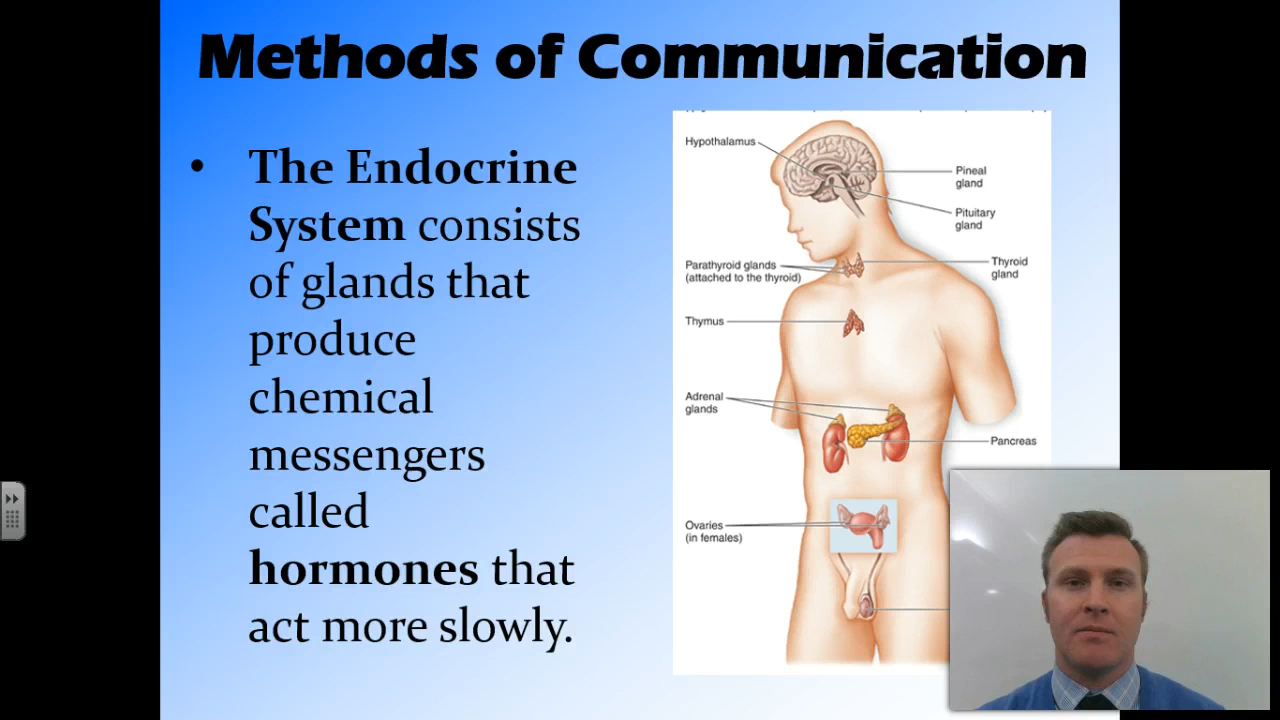 Methods of Communication
• The Endocrine
System consists
of glands that
produce
chemical
messengers
called
hormones that
act more slowly.
Hypothalamus
Pineal
gland
Pituitary
gland
Parathyroid glands
(attached to the thyroid)
Thyroid
gland
Thymus
Adrenal
glands
Pancreas
Ovaries
(in females)